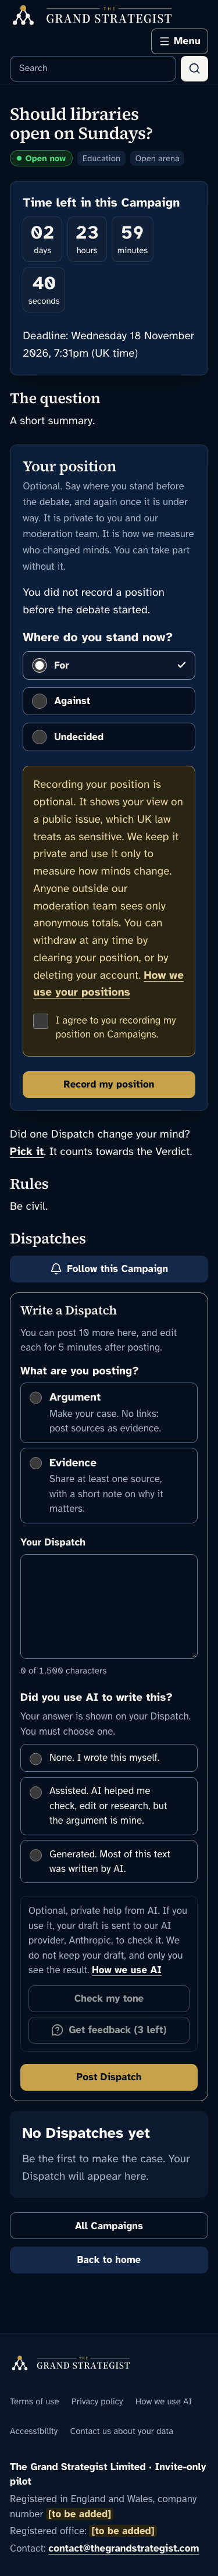 THE
GRAND STRATEGIST
Menu
Search
Should libraries
open on Sundays?
Open now
Education
Open arena
Time left in this Campaign
02
days
23
hours
59
minutes
40
seconds
Deadline: Wednesday 18 November
2026, 7:31pm (UK time)
The question
A short summary.
Your position
Optional. Say where you stand before
the debate, and again once it is under
way. It is private to you and our
moderation team. It is how we measure
who changed minds. You can take part
without it.
You did not record a position
before the debate started.
Where do you stand now?
For
Against
Undecided
Recording your position is
optional. It shows your view on
a public issue, which UK law
treats as sensitive. We keep it
private and use it only to
measure how minds change.
Anyone outside our
moderation team sees only
anonymous totals. You can
withdraw at any time by
clearing your position, or by
deleting your account. How we
use your positions
I agree to you recording my
position on Campaigns.
Record my position
Did one Dispatch change your mind?
Pick it. It counts towards the Verdict.
Rules
Be civil.
Dispatches
Follow this Campaign
Write a Dispatch
You can post 10 more here, and edit
each for 5 minutes after posting.
What are you posting?
Argument
Make your case. No links:
post sources as evidence.
Evidence
Share at least one source,
with a short note on why it
matters.
Your Dispatch
0 of 1,500 characters
Did you use AI to write this?
Your answer is shown on your Dispatch.
You must choose one.
None. I wrote this myself.
Assisted. AI helped me
check, edit or research, but
the argument is mine.
Generated. Most of this text
was written by AI.
Optional, private help from AI. If you
use it, your draft is sent to our AI
provider, Anthropic, to check it. We
do not keep your draft, and only you
see the result. How we use AI
Check my tone
Get feedback (3 left)
Post Dispatch
No Dispatches yet
Be the first to make the case. Your
Dispatch will appear here.
All Campaigns
Back to home
THE
GRAND STRATEGIST
Terms of use
Privacy policy
How we use AI
Accessibility
Contact us about your data
The Grand Strategist Limited · Invite-only
pilot
Registered in England and Wales, company
number [to be added]
Registered office: [to be added]
Contact: contact@thegrandstrategist.com